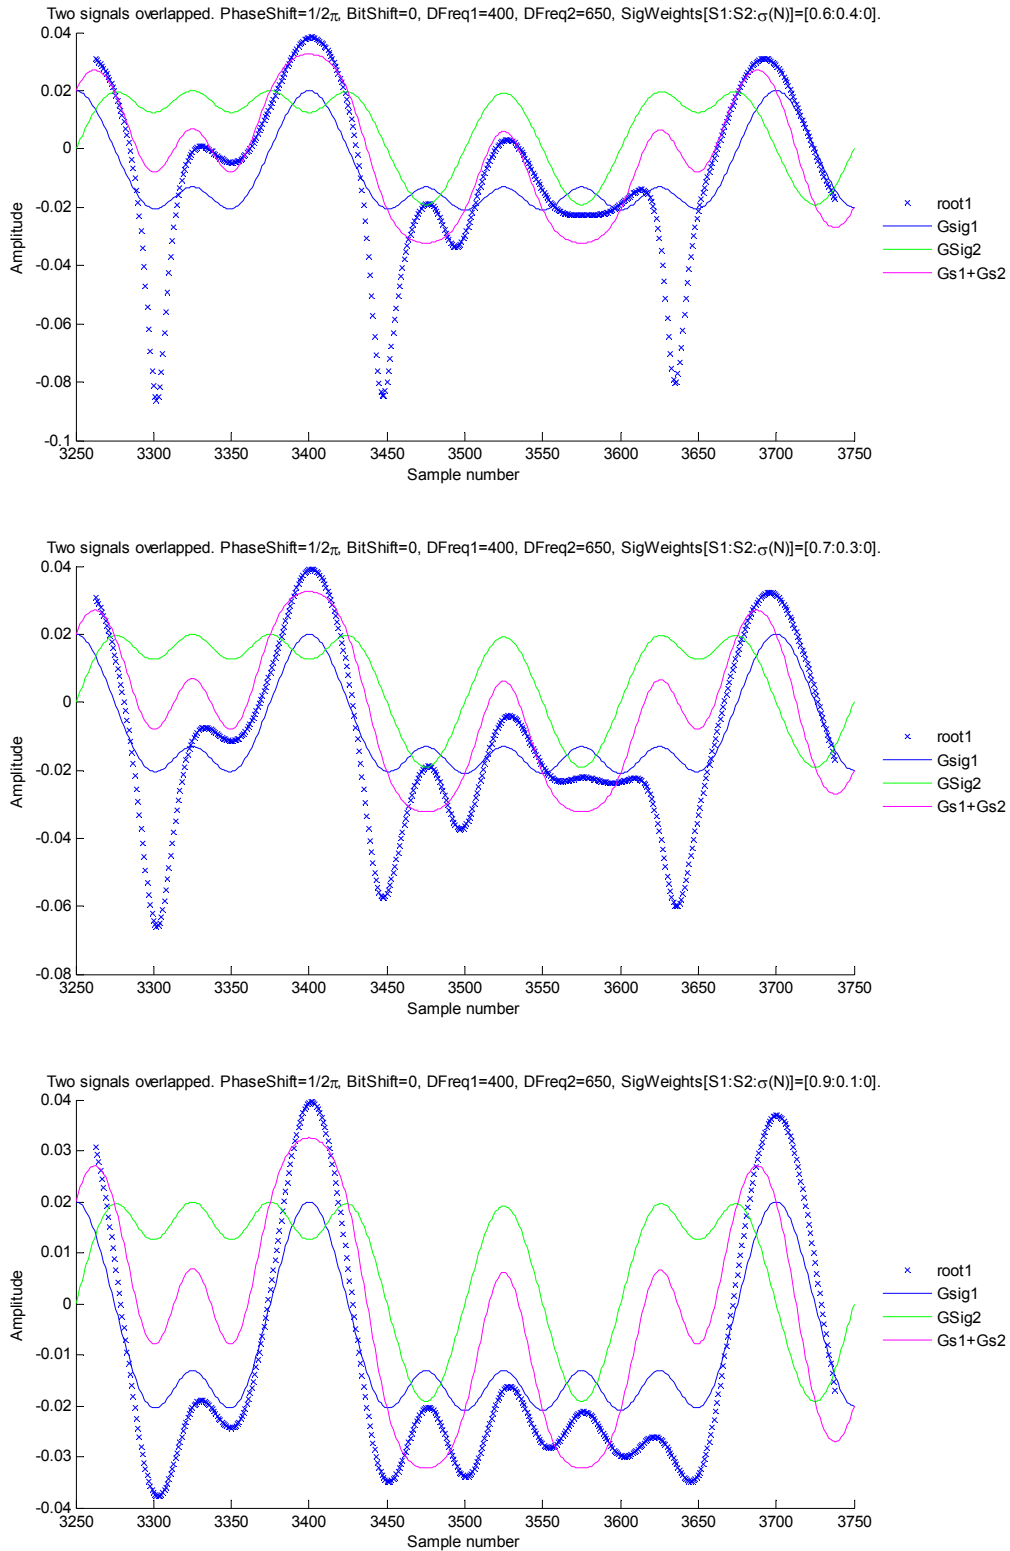 Two signals overlapped. PhaseShift=1/2π, BitShift=0, DFreq1=400, DFreq2=650, SigWeights[S1:S2:σ(N)]=[0.6:0.4:0].
0.04
0.02
0
-0.02
-0.04
-0.06
-0.08
-0.1
Amplitude
3250 3300 3350 3400 3450 3500 3550 3600 3650 3700 3750
Sample number
root1
Gsig1
GSig2
Gs1+Gs2
Two signals overlapped. PhaseShift=1/2π, BitShift=0, DFreq1=400, DFreq2=650, SigWeights[S1:S2:σ(N)]=[0.7:0.3:0].
0.04
0.02
0
-0.02
-0.04
-0.06
-0.08
Amplitude
3250 3300 3350 3400 3450 3500 3550 3600 3650 3700 3750
Sample number
root1
Gsig1
GSig2
Gs1+Gs2
Two signals overlapped. PhaseShift=1/2π, BitShift=0, DFreq1=400, DFreq2=650, SigWeights[S1:S2:σ(N)]=[0.9:0.1:0].
0.04
0.03
0.02
0.01
0
-0.01
-0.02
-0.03
-0.04
Amplitude
3250 3300 3350 3400 3450 3500 3550 3600 3650 3700 3750
Sample number
root1
Gsig1
GSig2
Gs1+Gs2